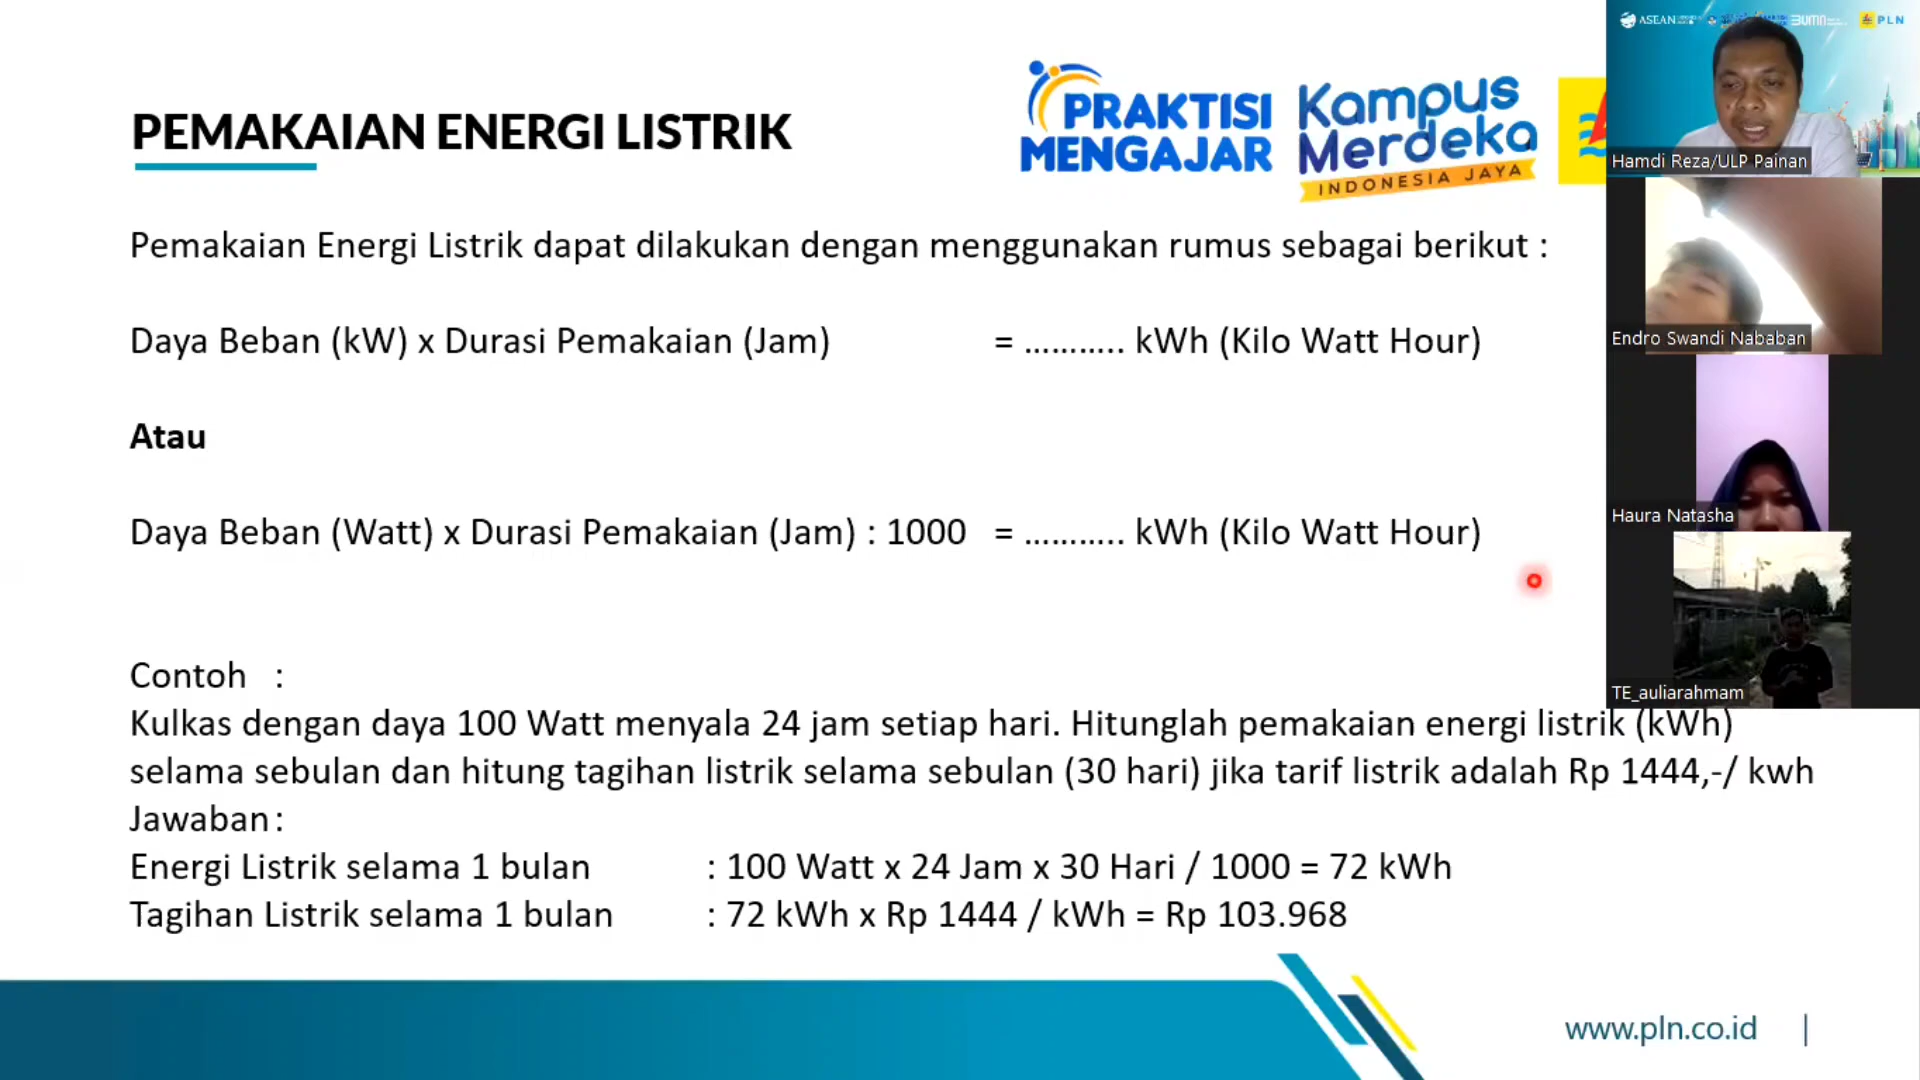 ASEAN
BUMN
PLN
PRAKTISI
MENGAJAR
Kampus
Merdeka
INDONESIA JAYA
PEMAKAIAN ENERGI LISTRIK
Hamdi Reza/ULP Painan
Pemakaian Energi Listrik dapat dilakukan dengan menggunakan rumus sebagai berikut :
Endro Swandi Nababan
Daya Beban (kW) x Durasi Pemakaian (Jam) = ........... kWh (Kilo Watt Hour)
Atau
Haura Natasha
Daya Beban (Watt) x Durasi Pemakaian (Jam) : 1000 = ........... kWh (Kilo Watt Hour)
TE_auliarahmam
Contoh :
Kulkas dengan daya 100 Watt menyala 24 jam setiap hari. Hitunglah pemakaian energi listrik (kWh)
selama sebulan dan hitung tagihan listrik selama sebulan (30 hari) jika tarif listrik adalah Rp 1444,-/ kwh
Jawaban :
Energi Listrik selama 1 bulan : 100 Watt x 24 Jam x 30 Hari / 1000 = 72 kWh
Tagihan Listrik selama 1 bulan : 72 kWh x Rp 1444 / kWh = Rp 103.968
www.pln.co.id |